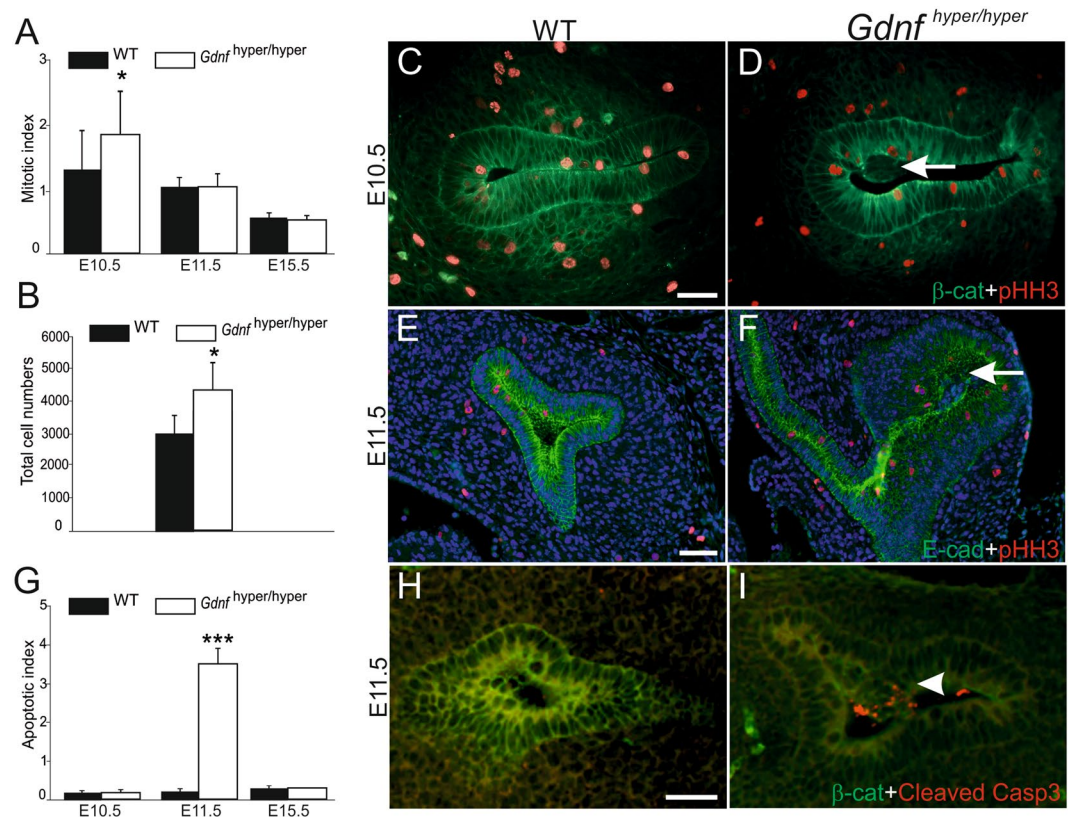 WT
Gdnf hyper/hyper
A
WT
Gdnf hyper/hyper
3
2
1
0
*
Mitotic index
E10.5
E11.5
E15.5
B
WT
Gdnf hyper/hyper
6000
5000
4000
3000
2000
1000
0
*
Total cell numbers
G
WT
Gdnf hyper/hyper
5
4
3
2
1
0
***
Apoptotic index
E10.5
E11.5
E15.5
E10.5
C
D
β-cat+pHH3
E11.5
E
F
E-cad+pHH3
E11.5
H
I
β-cat+Cleaved Casp3